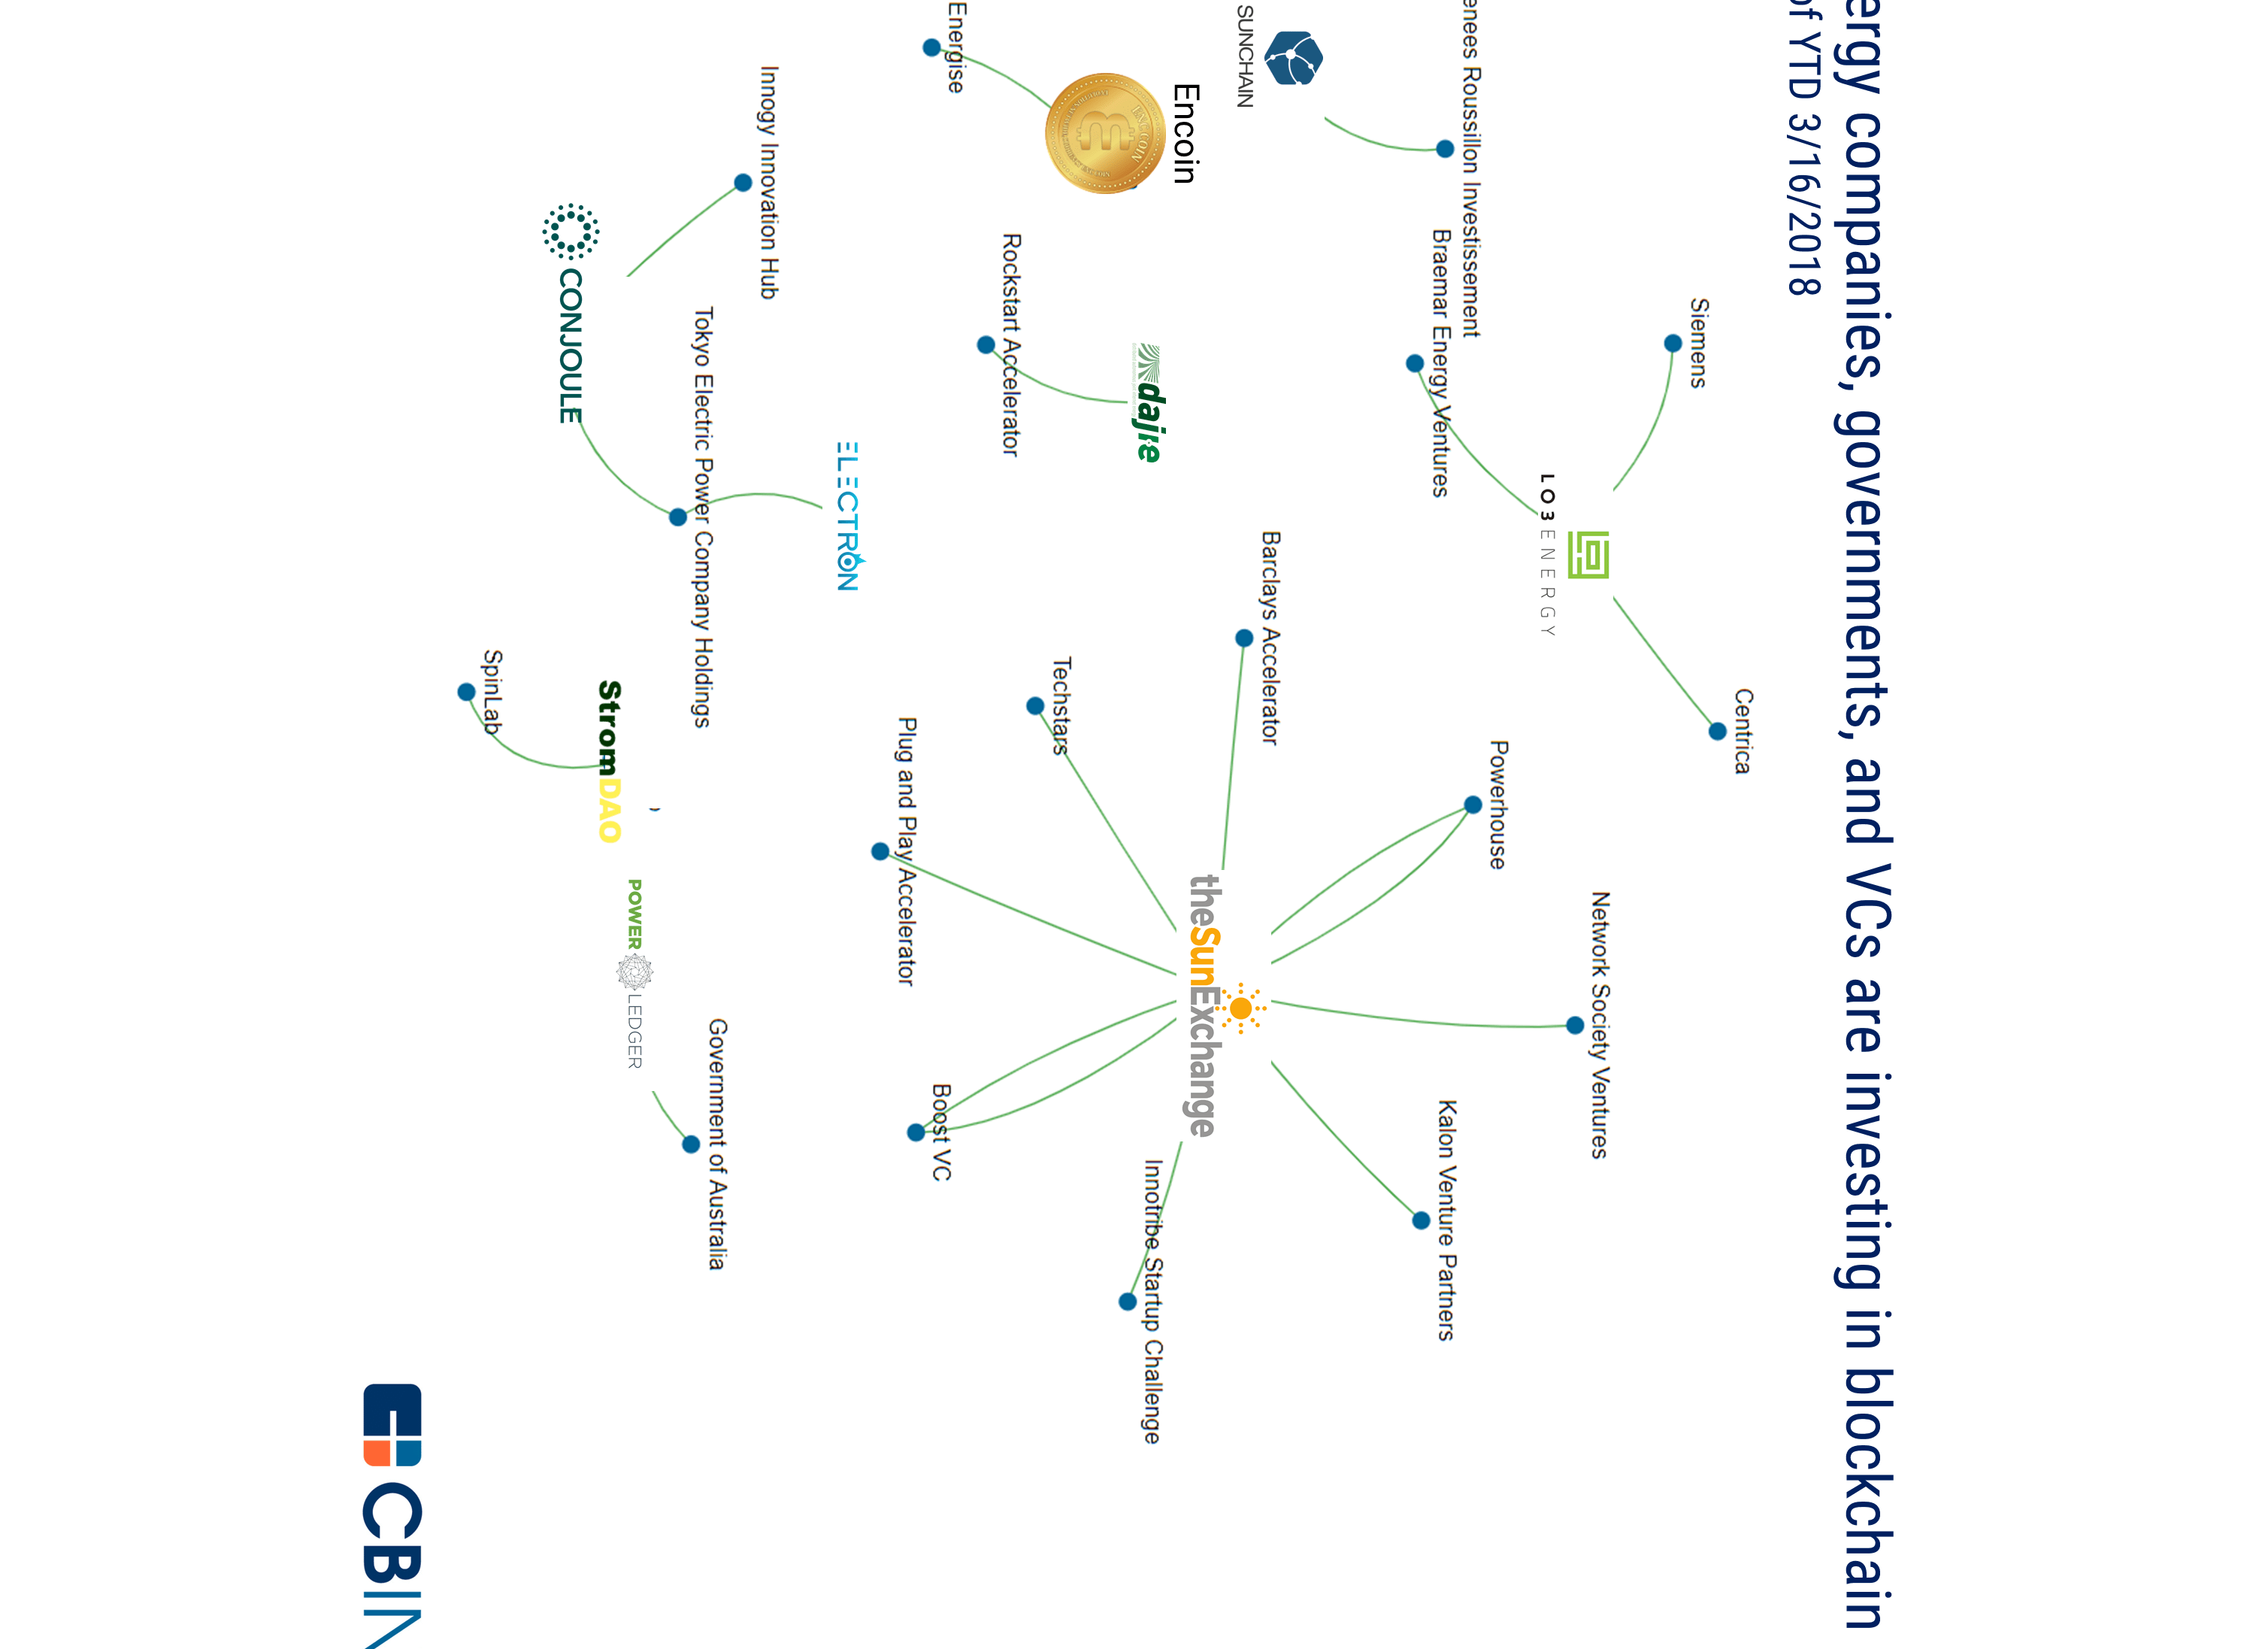 ergy companies, governments, and VCs are investing in blockchain
of YTD 3/16/2018
Centrica
Siemens
Network Society Ventures
LO3 ENERGY
Powerhouse
enees Roussillon Investissement
Braemar Energy Ventures
Kalon Venture Partners
SUNCHAIN
Barclays Accelerator
theSunExchange
Encoin
ENCOIN
dajie
Innotribe Startup Challenge
Techstars
Rockstart Accelerator
Energise
Boost VC
Plug and Play Accelerator
ELECTRON
Innogy Innovation Hub
Government of Australia
Tokyo Electric Power Company Holdings
POWER LEDGER
StromDAO
CONJOULE
SpinLab
CBIN